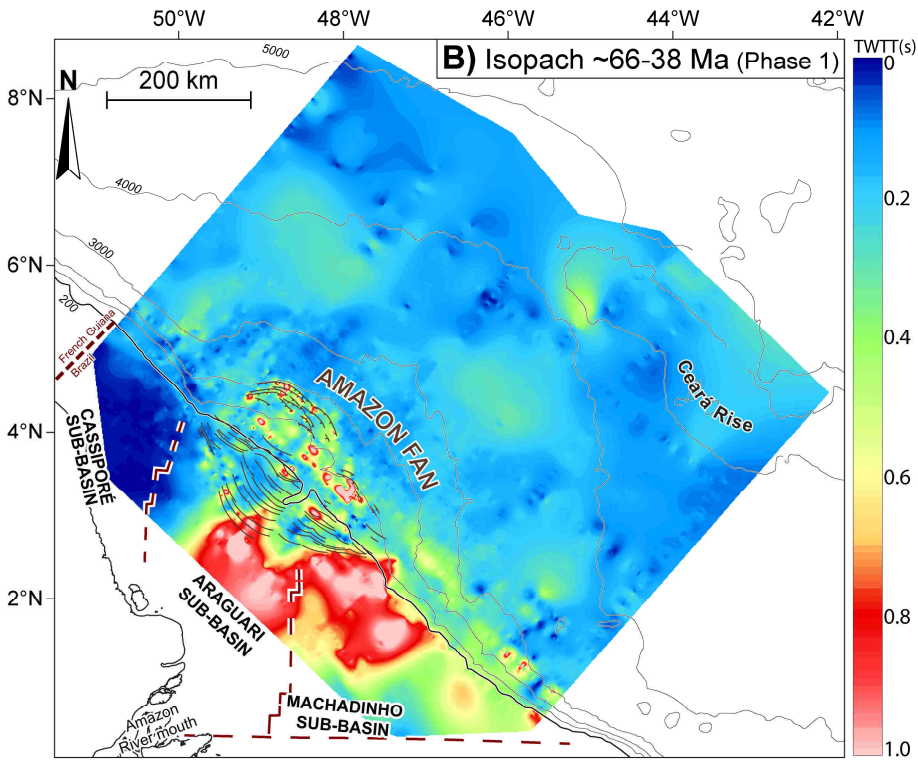 50°W 48°W 46°W 44°W 42°W
B) Isopach ~66-38 Ma (Phase 1)
TWTT(s)
N
200 km
5000
8°N
0
4000
0.2
3000
6°N
200
French Guiana
Brazil
0.4
AMAZON FAN
Ceará Rise
4°N
CASSIPORÉ
SUB-BASIN
0.6
2°N
ARAGUARI
SUB-BASIN
0.8
MACHADINHO
SUB-BASIN
Amazon
River mouth
1.0